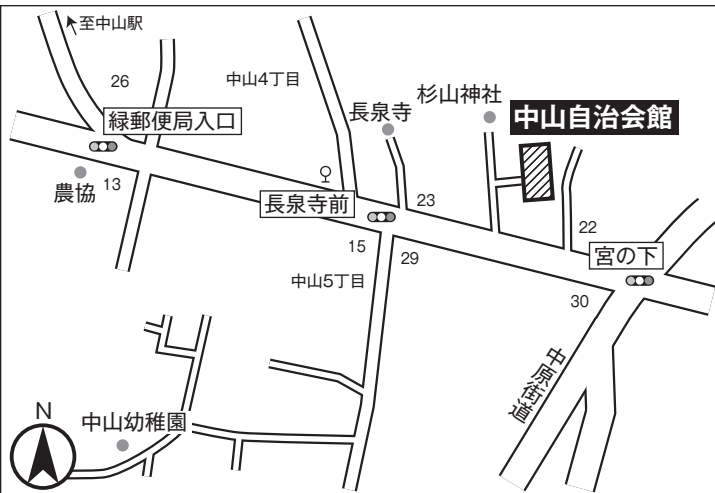 至中山駅
26
中山4丁目
杉山神社
長泉寺
中山自治会館
緑郵便局入口
農協
13
長泉寺前
23
22
15
29
宮の下
中山5丁目
30
中原街道
中山幼稚園
N